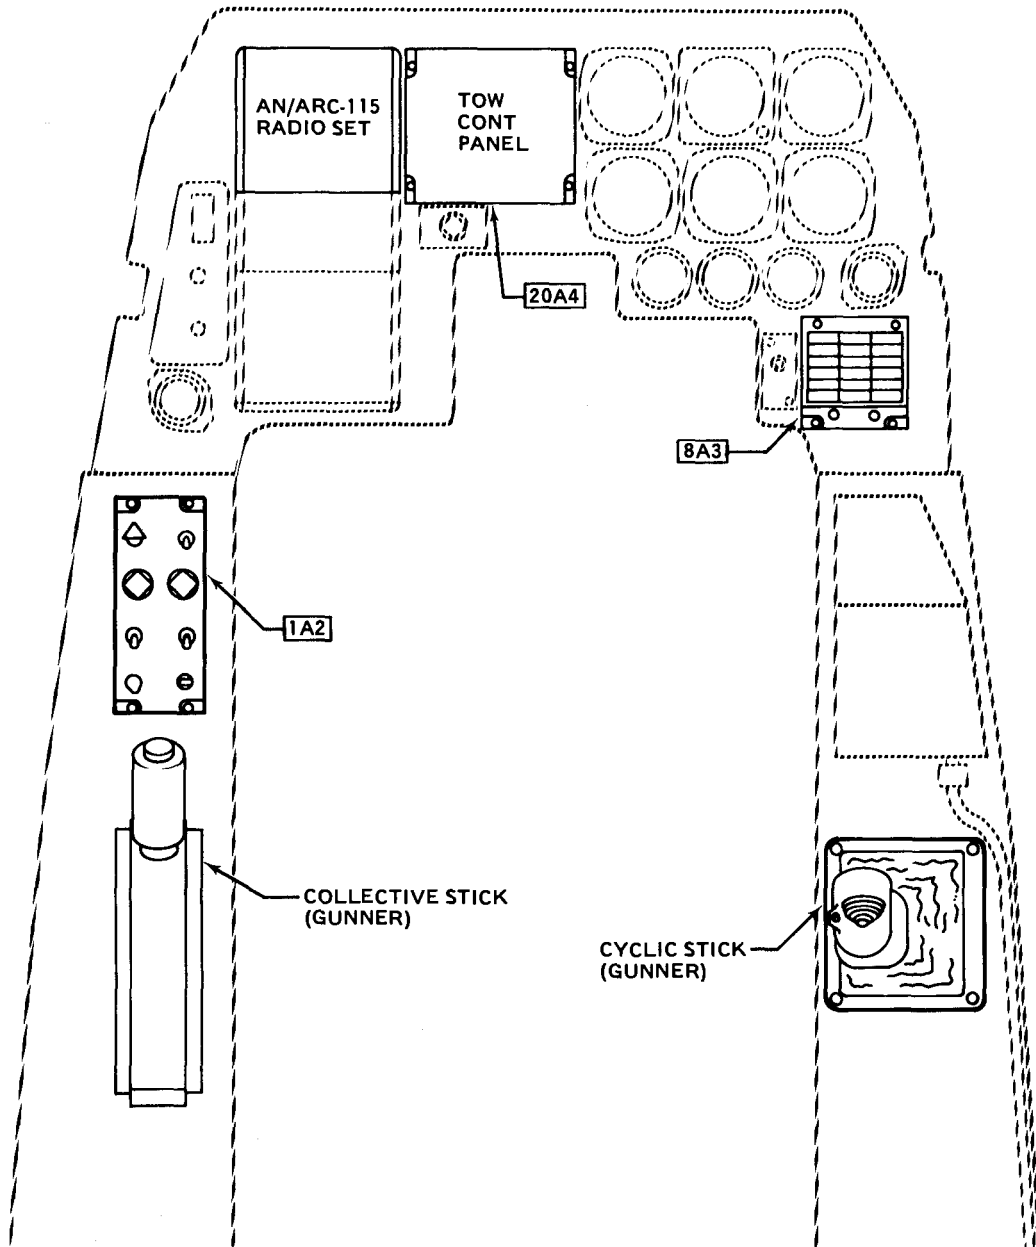 AN/ARC-115
RADIO SET
TOW
CONT
PANEL
20A4
8A3
1A2
COLLECTIVE STICK
(GUNNER)
CYCLIC STICK
(GUNNER)